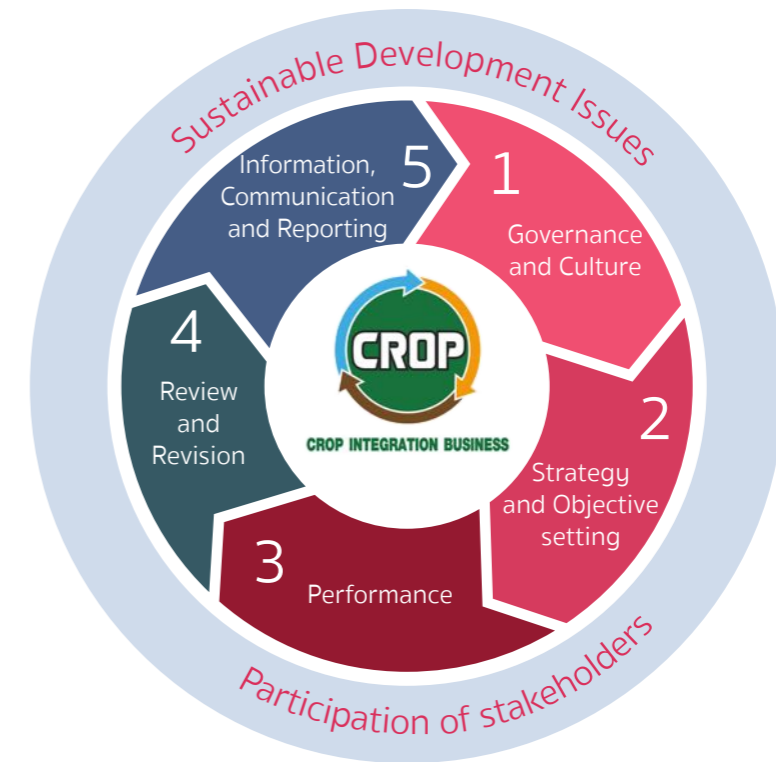 Sustainable Development Issues
1
Governance
and Culture
2
Strategy
and Objective
setting
3
Performance
4
Review
and
Revision
5
Information,
Communication
and Reporting
CROP
CROP INTEGRATION BUSINESS
Participation of stakeholders